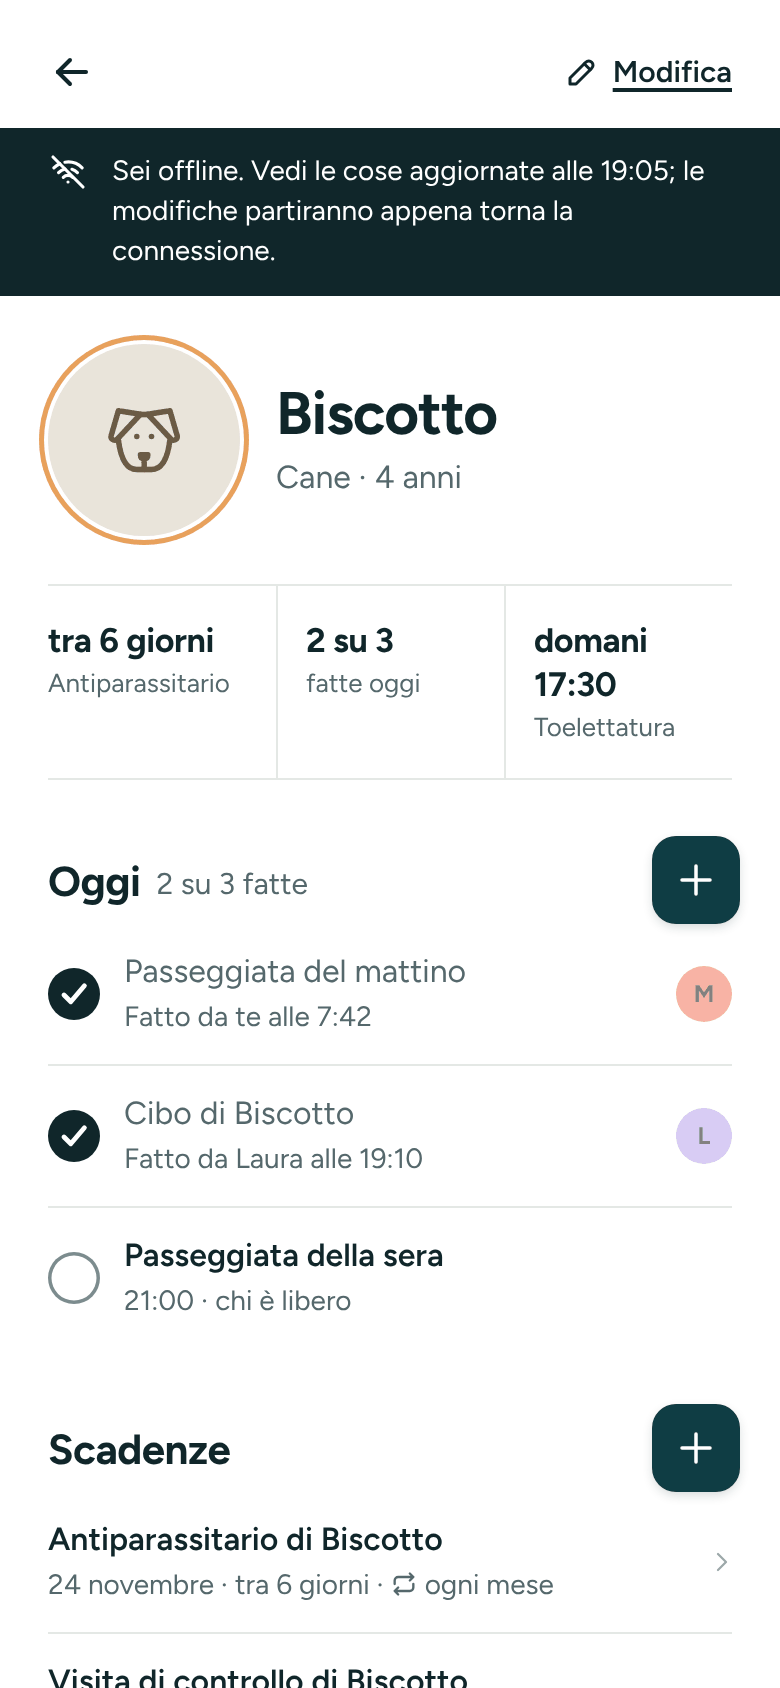 Modifica
Sei offline. Vedi le cose aggiornate alle 19:05; le
modifiche partiranno appena torna la
connessione.
Biscotto
Cane · 4 anni
tra 6 giorni
Antiparassitario
2 su 3
fatte oggi
domani
17:30
Toelettatura
Oggi 2 su 3 fatte
Passeggiata del mattino
Fatto da te alle 7:42
M
Cibo di Biscotto
Fatto da Laura alle 19:10
L
Passeggiata della sera
21:00 · chi è libero
Scadenze
Antiparassitario di Biscotto
24 novembre · tra 6 giorni · ogni mese
Visita di controllo di Biscotto